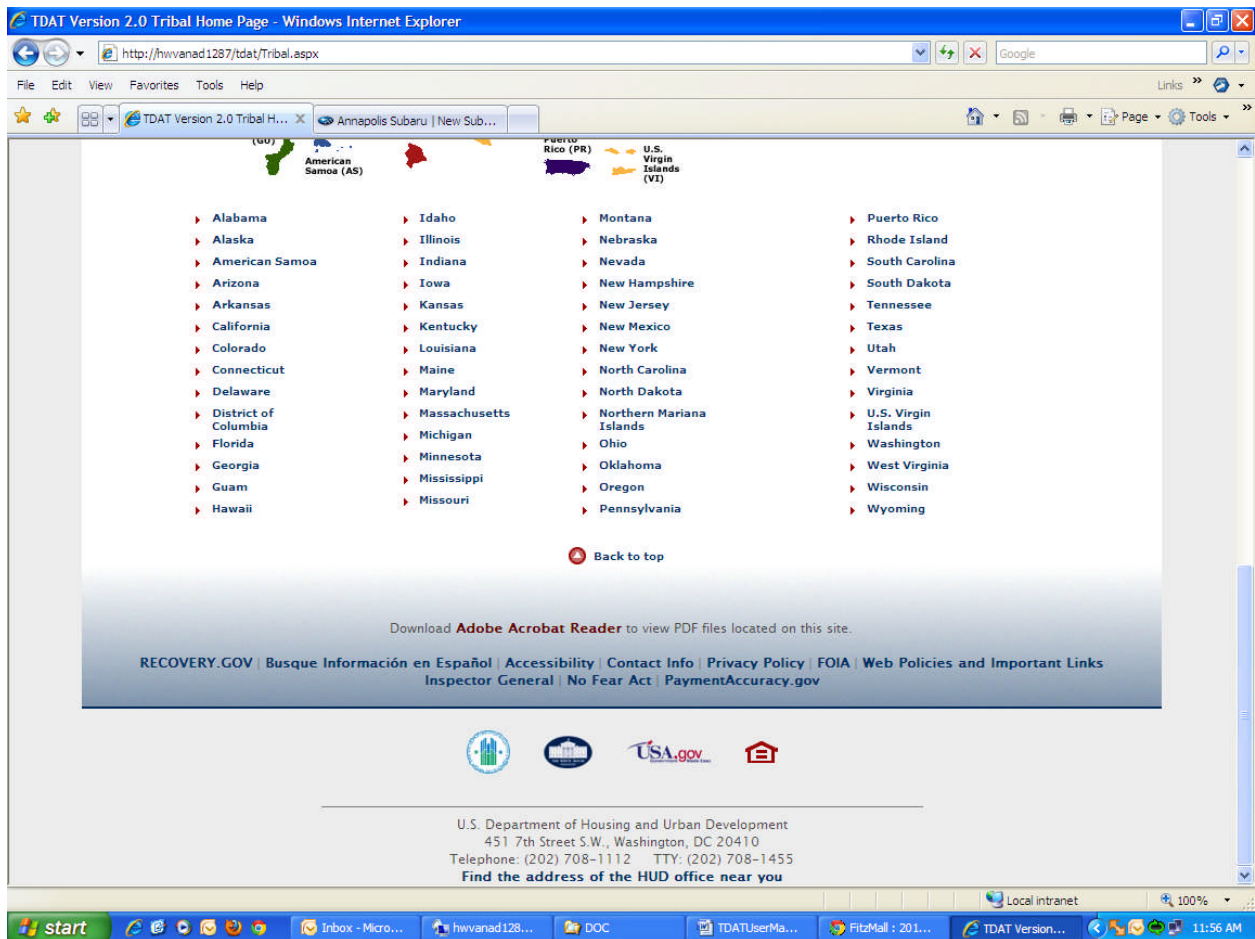 TDAT Version 2.0 Tribal Home Page - Windows Internet Explorer
http://hwvanad1287/tdat/Tribal.aspx
Google
File Edit View Favorites Tools Help
Links »
TDAT Version 2.0 Tribal H... X
Annapolis Subaru | New Sub...
Page
Tools
(GU)
American
Samoa (AS)
Puerto
Rico (PR)
U.S.
Virgin
Islands
(VI)
Alabama
Alaska
American Samoa
Arizona
Arkansas
California
Colorado
Connecticut
Delaware
District of
Columbia
Florida
Georgia
Guam
Hawaii
Idaho
Illinois
Indiana
Iowa
Kansas
Kentucky
Louisiana
Maine
Maryland
Massachusetts
Michigan
Minnesota
Mississippi
Missouri
Montana
Nebraska
Nevada
New Hampshire
New Jersey
New Mexico
New York
North Carolina
North Dakota
Northern Mariana
Islands
Ohio
Oklahoma
Oregon
Pennsylvania
Puerto Rico
Rhode Island
South Carolina
South Dakota
Tennessee
Texas
Utah
Vermont
Virginia
U.S. Virgin
Islands
Washington
West Virginia
Wisconsin
Wyoming
Back to top
Download Adobe Acrobat Reader to view PDF files located on this site.
RECOVERY.GOV | Busque Información en Español | Accessibility | Contact Info | Privacy Policy | FOIA | Web Policies and Important Links
Inspector General | No Fear Act | PaymentAccuracy.gov
USA.gov
U.S. Department of Housing and Urban Development
451 7th Street S.W., Washington, DC 20410
Telephone: (202) 708-1112 TTY: (202) 708-1455
Find the address of the HUD office near you
Local intranet
100%
start
Inbox - Micro...
hwvanad128...
DOC
TDATUserMa...
FitzMall : 201...
TDAT Version...
11:56 AM